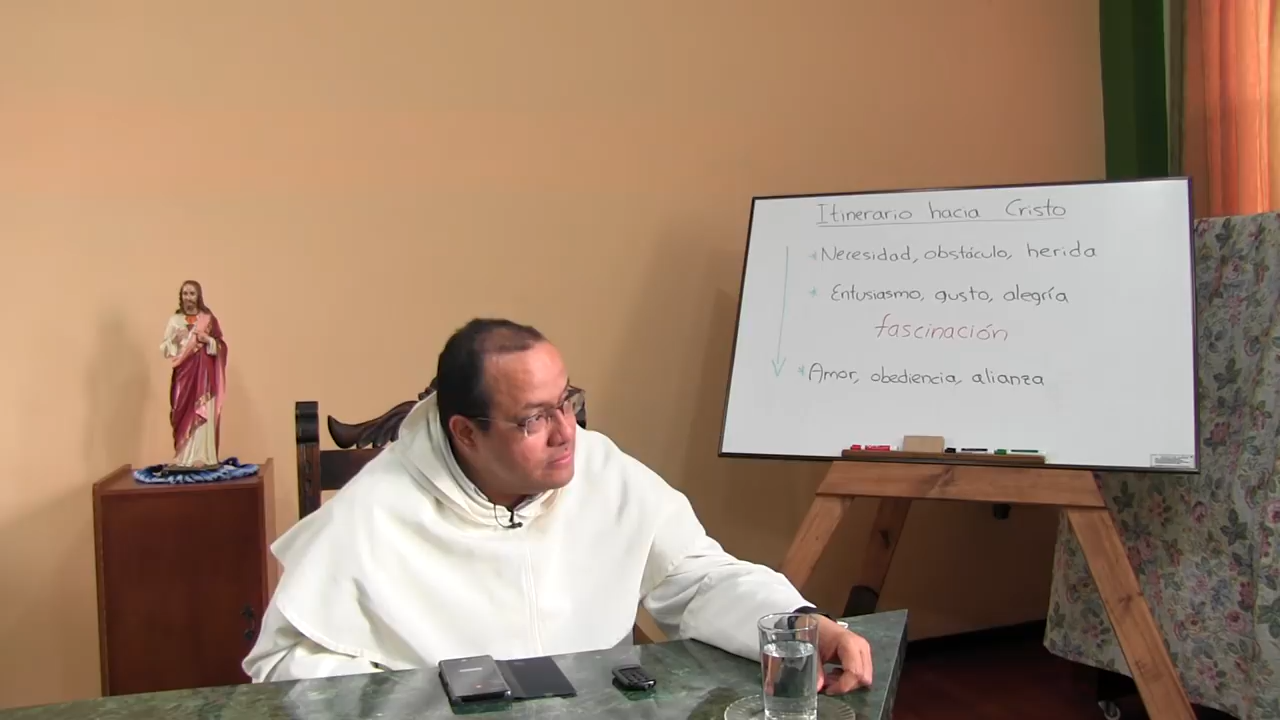 Itinerario hacia Cristo
* Necesidad, obstáculo, herida
* Entusiasmo, gusto, alegría
fascinación
* Amor, obediencia, alianza